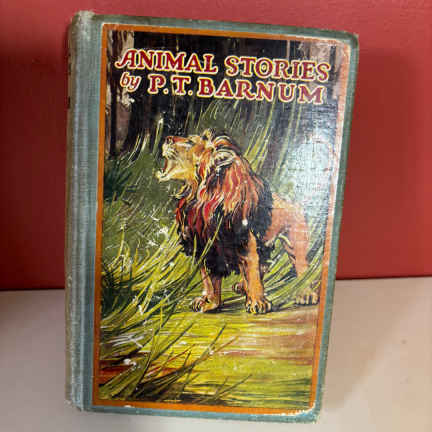 ANIMAL STORIES
by P.T. BARNUM